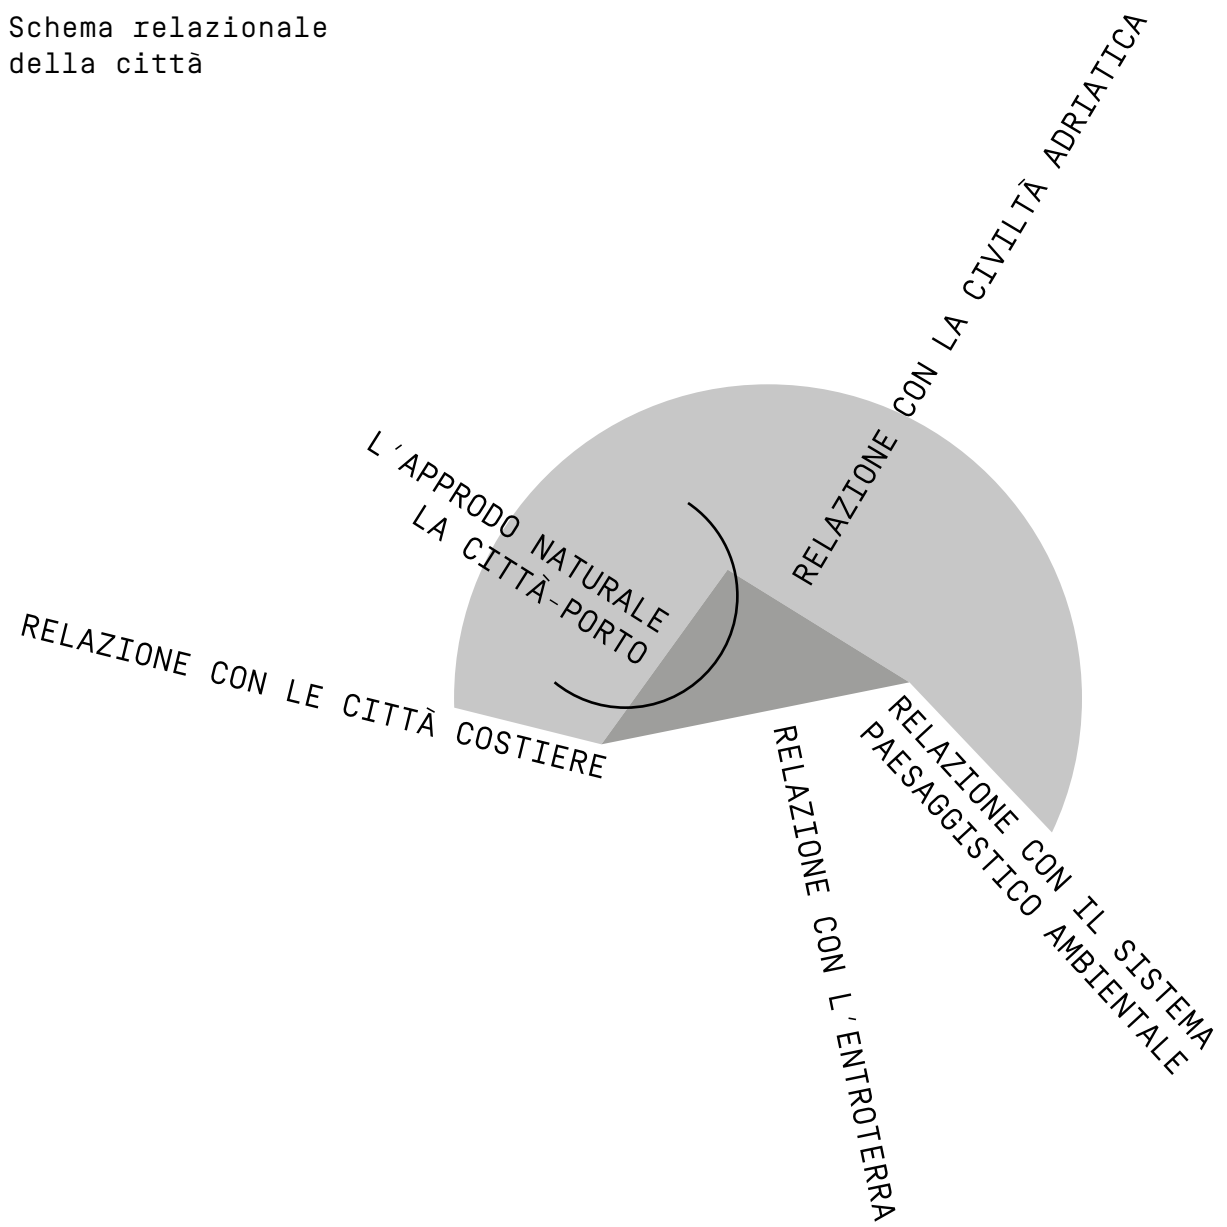 Schema relazionale
della città
RELAZIONE CON LA CIVILTÀ ADRIATICA
L'APPRODO NATURALE
LA CITTÀ-PORTO
RELAZIONE CON LE CITTÀ COSTIERE
RELAZIONE CON IL SISTEMA
PAESAGGISTICO AMBIENTALE
RELAZIONE CON L'ENTROTERRA